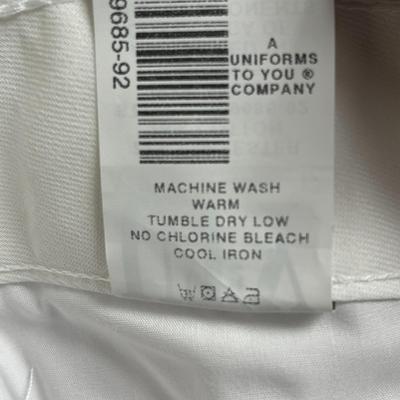 9685-92
A
UNIFORMS
TO YOU ®
COMPANY
MACHINE WASH
WARM
TUMBLE DRY LOW
NO CHLORINE BLEACH
COOL IRON